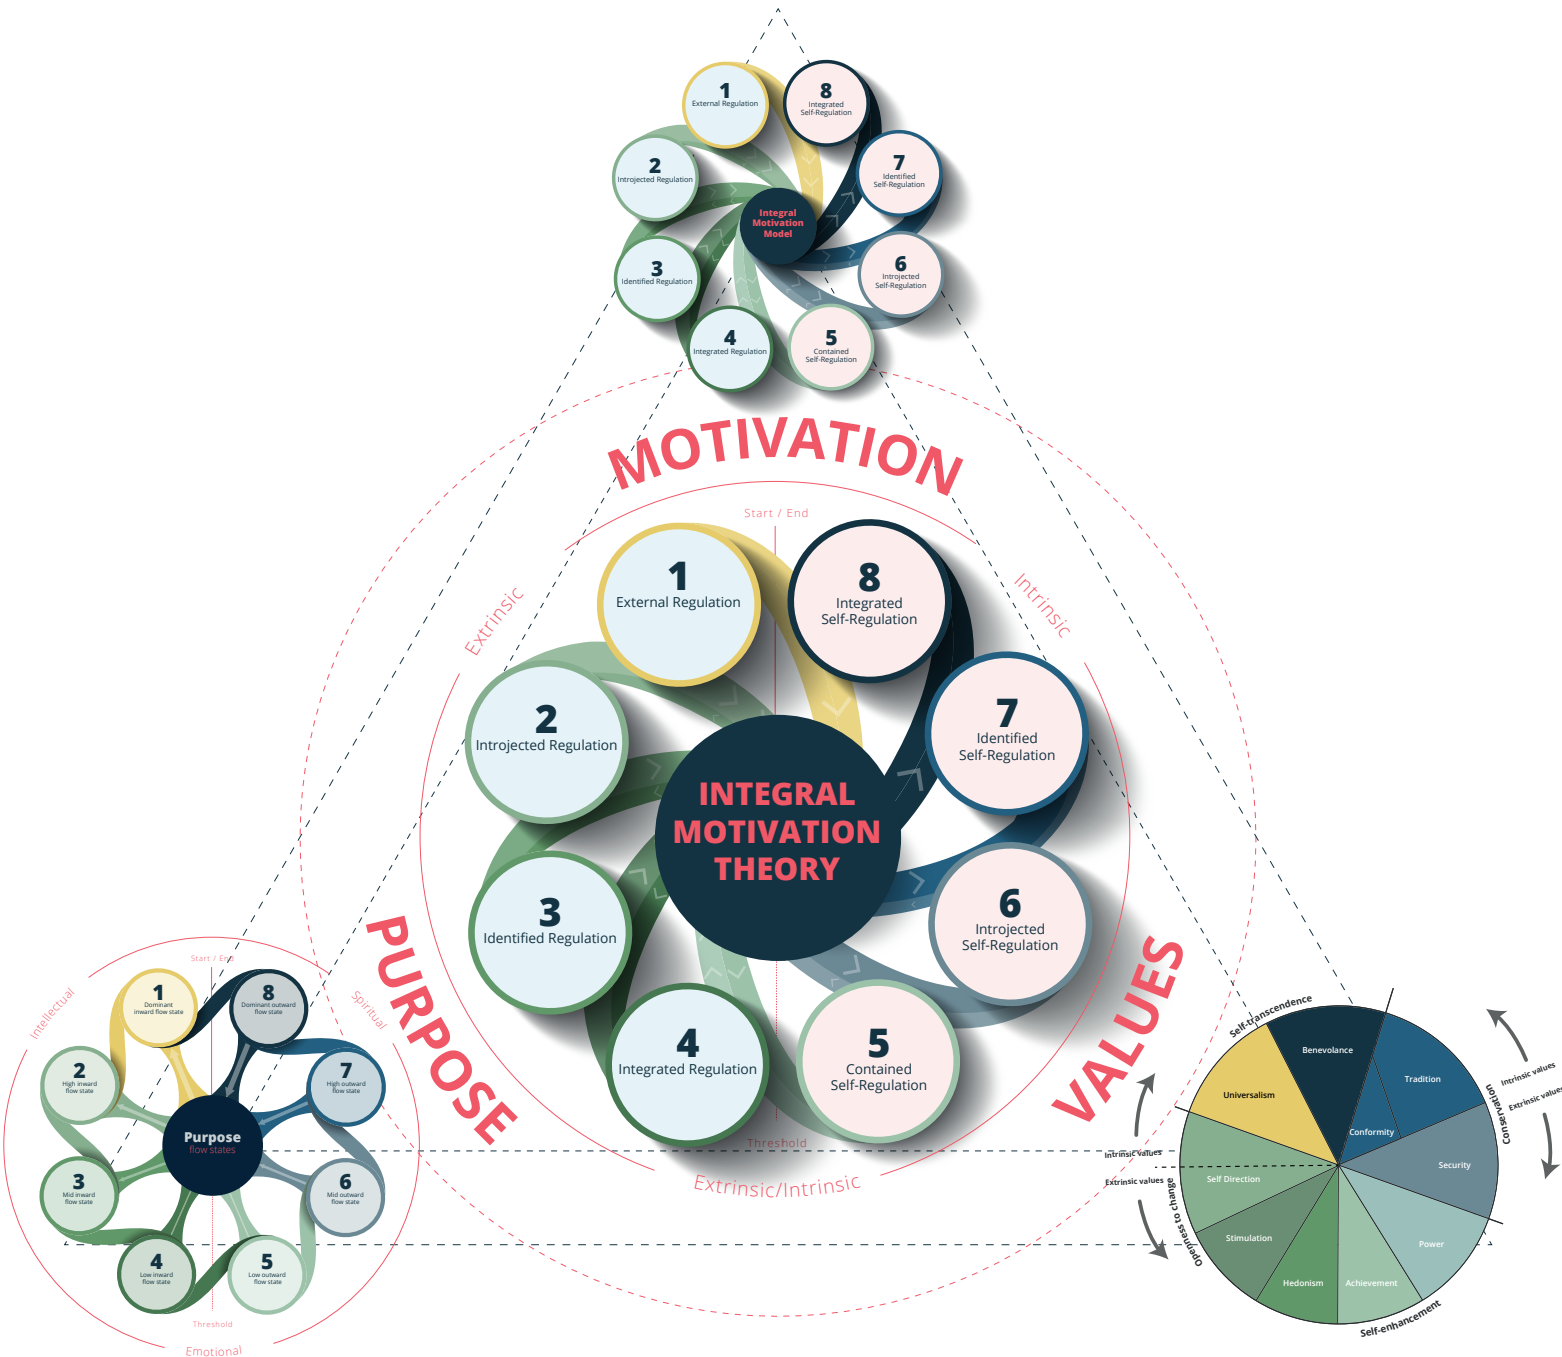 1
External Regulation
8
Integrated
Self-Regulation
2
Introjected Regulation
7
Identified
Self-Regulation
Integral
Motivation
Model
3
Identified Regulation
6
Introjected
Self-Regulation
4
Integrated Regulation
5
Contained
Self-Regulation
MOTIVATION
Start / End
Extrinsic
Intrinsic
1
External Regulation
8
Integrated
Self-Regulation
2
Introjected Regulation
7
Identified
Self-Regulation
INTEGRAL
MOTIVATION
THEORY
3
Identified Regulation
6
Introjected
Self-Regulation
4
Integrated Regulation
5
Contained
Self-Regulation
Threshold
Extrinsic/Intrinsic
PURPOSE
VALUES
Start / End
Intellectual
Spiritual
1
Dominant
inward flow state
8
Dominant outward
flow state
2
High inward
flow state
7
High outward
flow state
Purpose
flow states
3
Mid inward
flow state
6
Mid outward
flow state
4
Low inward
flow state
5
Low outward
flow state
Threshold
Emotional
Self-transcendence
Benevolance
Tradition
Universalism
Conformity
Conservation
Intrinsic values
Extrinsic values
Security
Intrinsic values
Extrinsic values
Self Direction
Openness to change
Stimulation
Power
Hedonism
Achievement
Self-enhancement